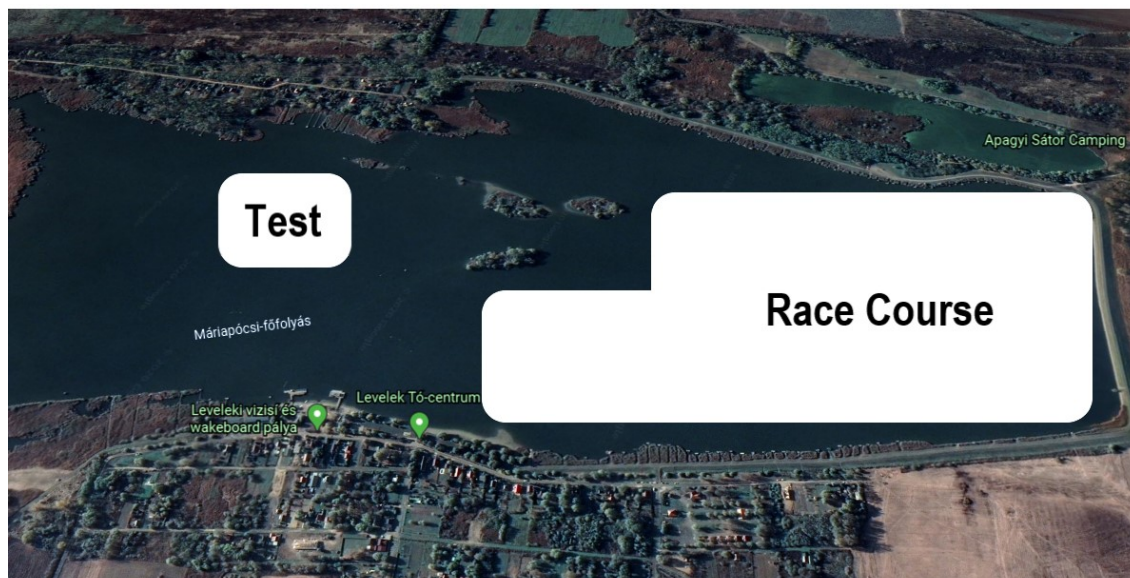 Apagyi Sátor Camping
Test
Race Course
Máriapócsi-főfolyás
Levelek Tó-centrum
Leveleki vizisí és
wakeboard pálya